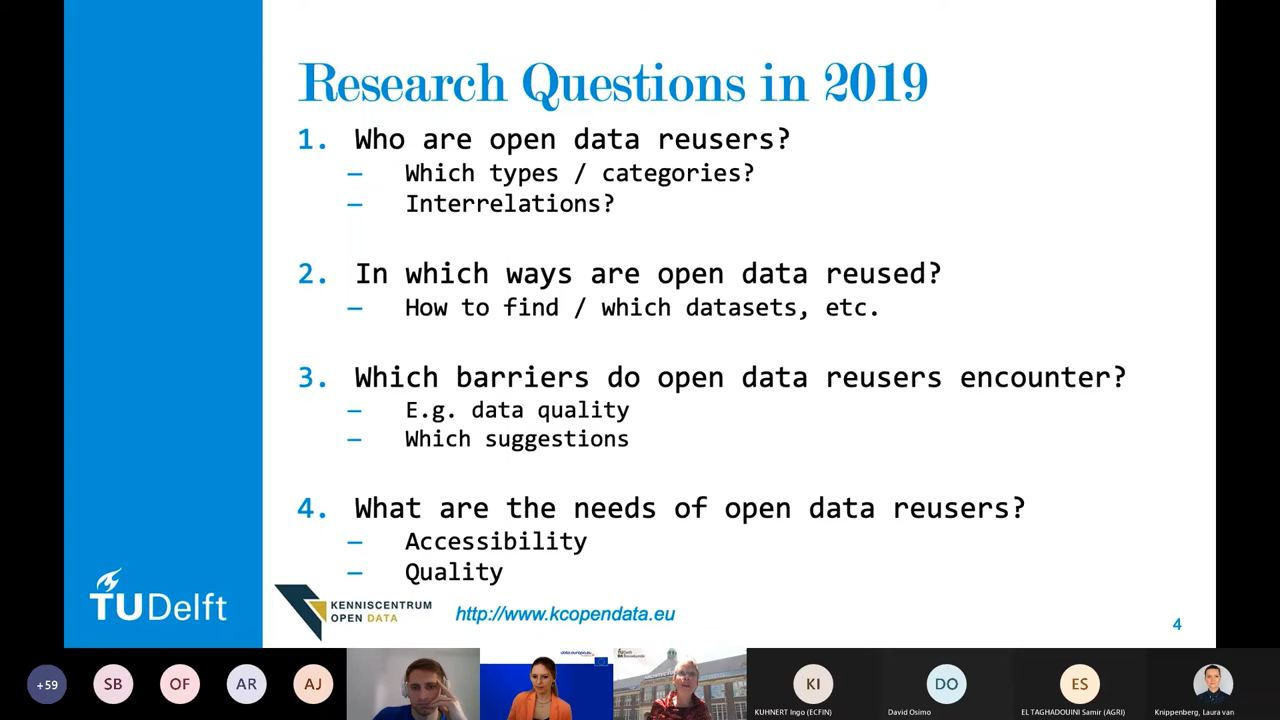 Research Questions in 2019
1. Who are open data reusers?
– Which types / categories?
– Interrelations?
2. In which ways are open data reused?
– How to find / which datasets, etc.
3. Which barriers do open data reusers encounter?
– E.g. data quality
– Which suggestions
4. What are the needs of open data reusers?
– Accessibility
– Quality
TUDelft
KENNISCENTRUM
OPEN DATA
http://www.kcopendata.eu
4
+59
SB
OF
AR
AJ
data.europa.eu
KI
DO
ES
KUHNERT Ingo (ECFIN)
David Osimo
EL TAGHADOUINI Samir (AGRI)
Knippenberg, Laura van